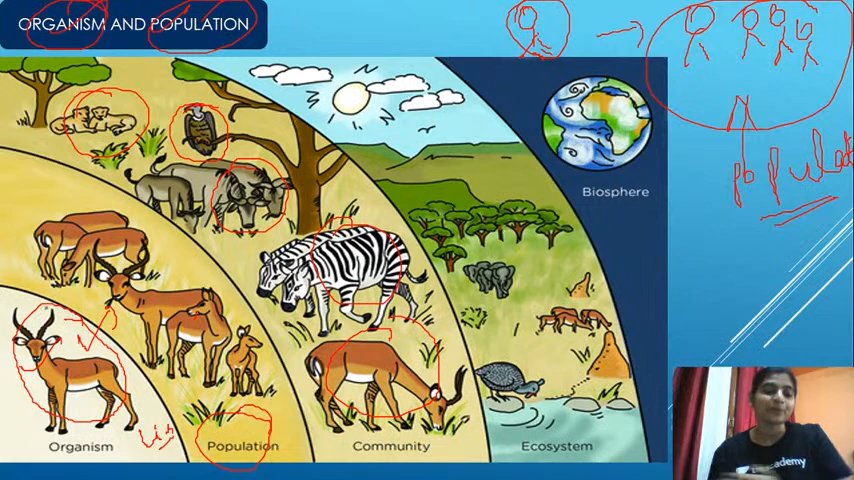 ORGANISM AND POPULATION
Biosphere
Organism
Population
Community
Ecosystem